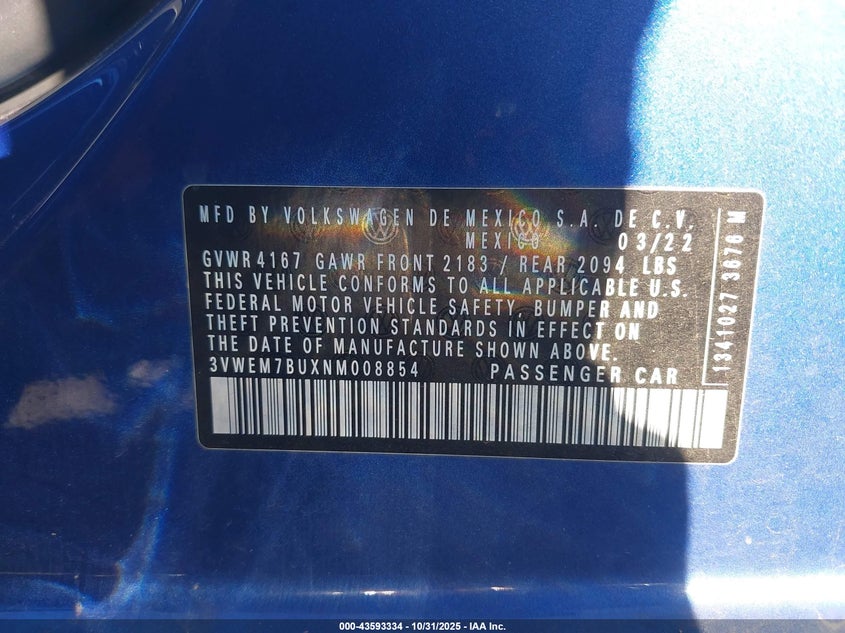 MFD BY VOLKSWAGEN DE MEXICO S.A. DE C.V.
MEXICO 03/22
GVWR 4167 GAWR FRONT 2183 / REAR 2094 LBS
THIS VEHICLE CONFORMS TO ALL APPLICABLE U.S.
FEDERAL MOTOR VEHICLE SAFETY, BUMPER AND
THEFT PREVENTION STANDARDS IN EFFECT ON
THE DATE OF MANUFACTURE SHOWN ABOVE.
3VWEM7BUXNM008854 PASSENGER CAR
1341027 3676 M
000-43593334 - 10/31/2025 - IAA Inc.